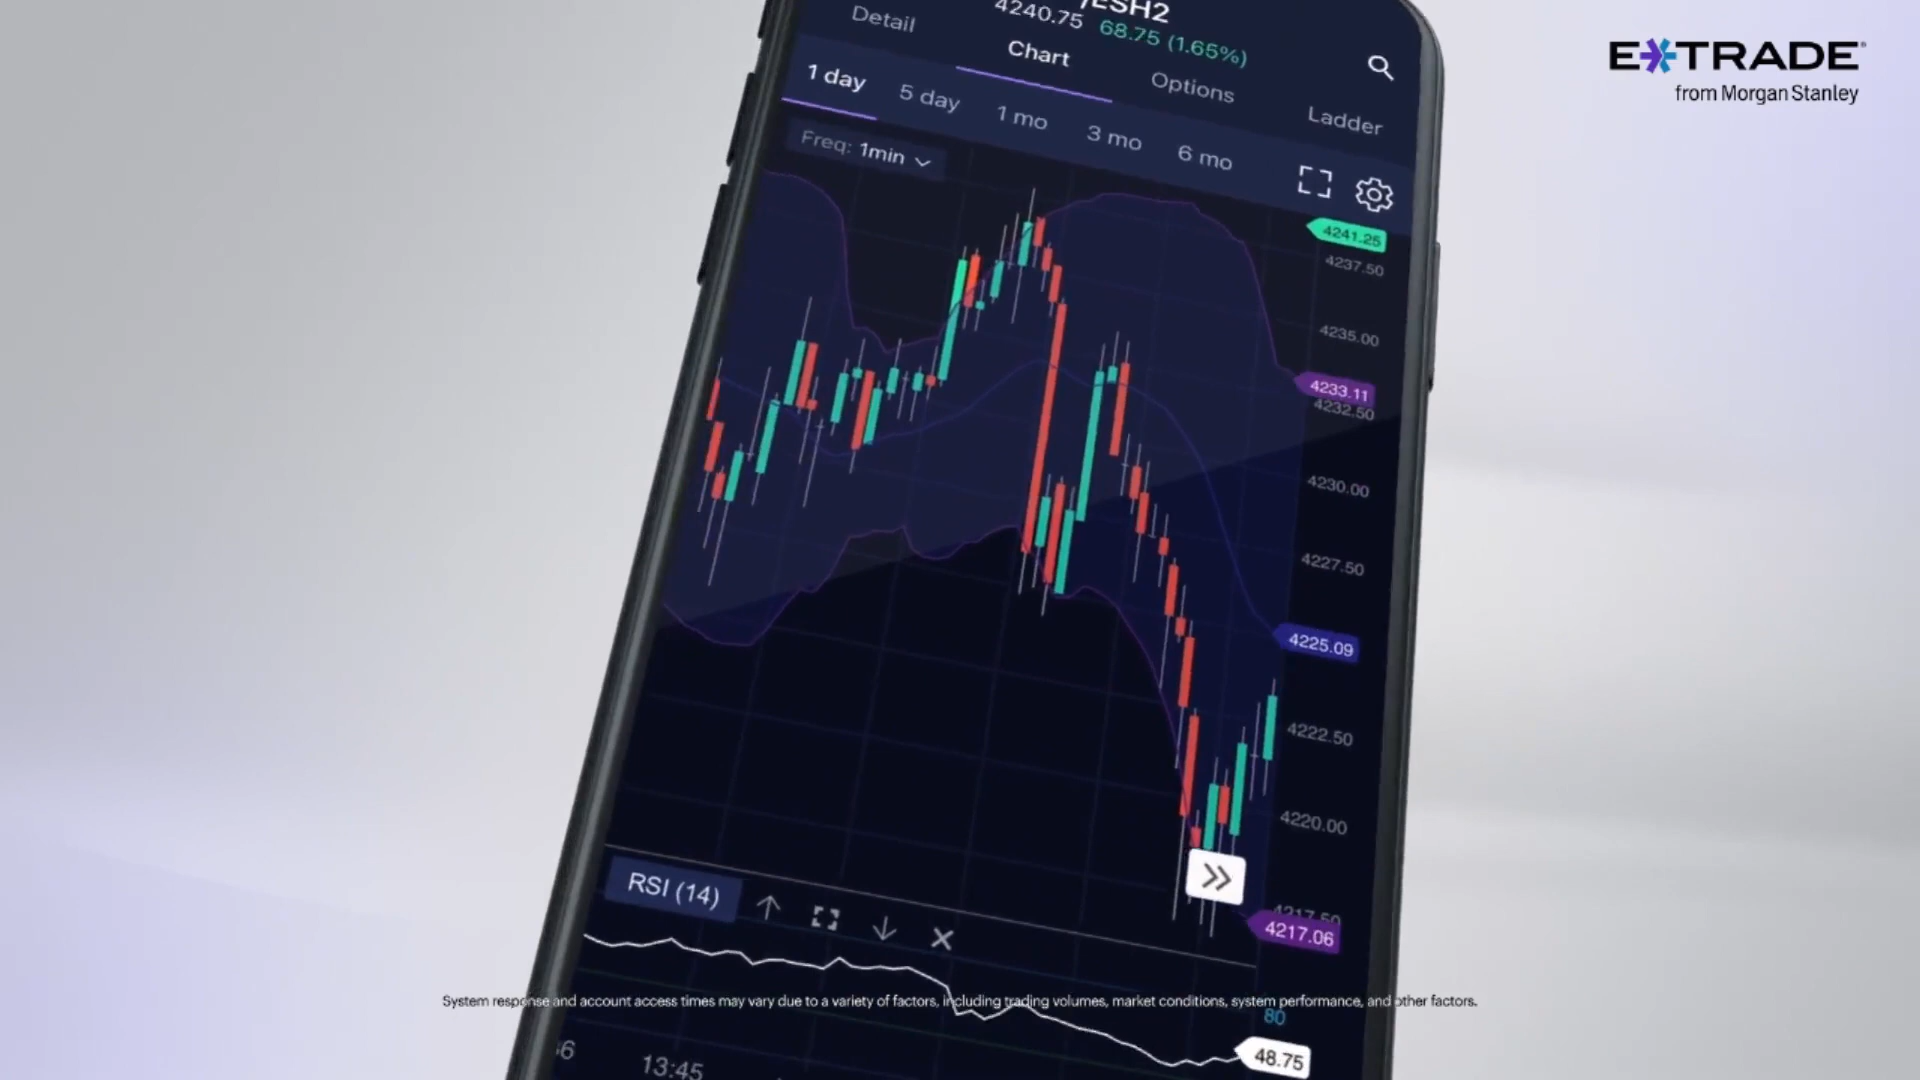 /ESH2
4240.75 68.75 (1.65%)
Detail
Chart
Options
Ladder
1 day
5 day
1 mo
3 mo
6 mo
Freq: 1min
4241.25
4237.50
4235.00
4233.11
4232.50
4230.00
4227.50
4225.09
4222.50
4220.00
4217.50
4217.06
RSI (14)
80
48.75
13:45
E*TRADE
from Morgan Stanley
System response and account access times may vary due to a variety of factors, including trading volumes, market conditions, system performance, and other factors.